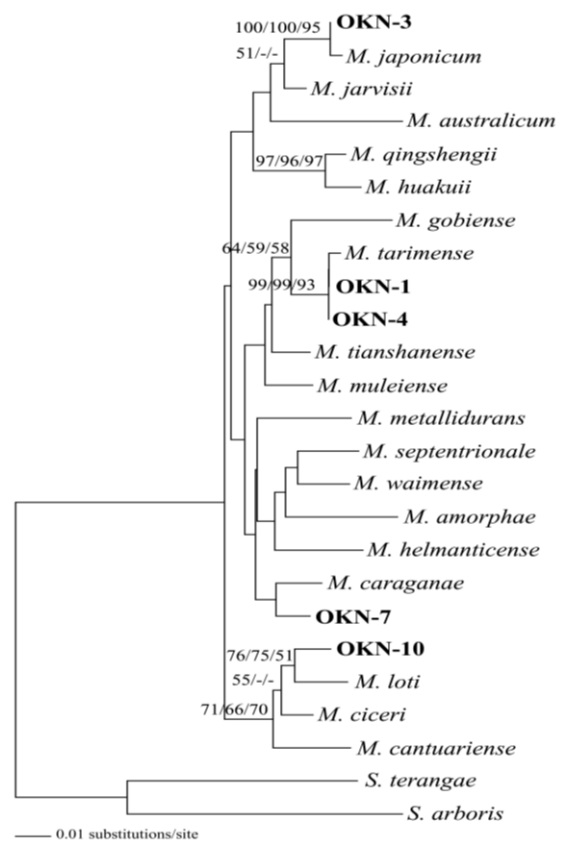 100/100/95
OKN-3
51/-/-
M. japonicum
M. jarvisii
M. australicum
97/96/97
M. qingshengii
M. huakuii
M. gobiense
64/59/58
M. tarimense
99/99/93
OKN-1
OKN-4
M. tianshanense
M. muleiense
M. metallidurans
M. septentrionale
M. waimense
M. amorphae
M. helmanticense
M. caraganae
OKN-7
76/75/51
OKN-10
55/-/-
M. loti
71/66/70
M. ciceri
M. cantuariense
S. terangae
S. arboris
0.01 substitutions/site